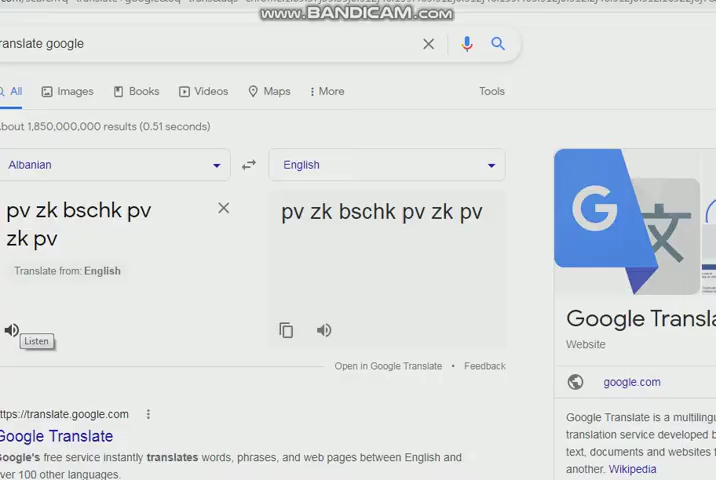 www.BANDICAM.com
ranslate google
All Images Books Videos Maps More Tools
bout 1,850,000,000 results (0.51 seconds)
Albanian English
pv zk bschk pv
zk pv
pv zk bschk pv zk pv
Translate from: English
Listen
Open in Google Translate • Feedback
ttps://translate.google.com
Google Translate
Google's free service instantly translates words, phrases, and web pages between English and
ver 100 other languages.
G 文
Google Transla
Website
google.com
Google Translate is a multilingu
translation service developed b
text, documents and websites f
another. Wikipedia